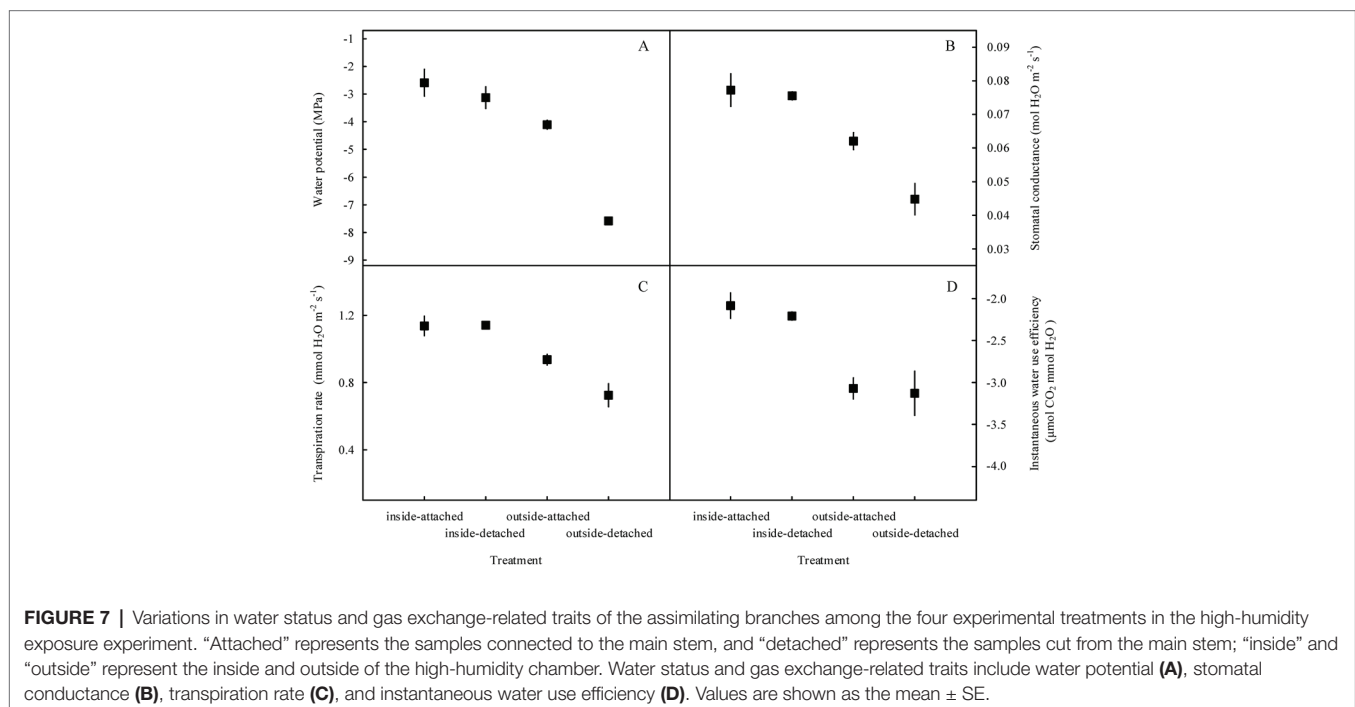 A
B
-1
-2
-3
-4
-5
-6
-7
-8
-9
Water potential (MPa)
0.09
0.08
0.07
0.06
0.05
0.04
0.03
Stomatal conductance (mol H₂O m⁻² s⁻¹)
C
D
1.2
0.8
0.4
Transpiration rate (mmol H₂O m⁻² s⁻¹)
-2.0
-2.5
-3.0
-3.5
-4.0
Instantaneous water use efficiency
(μmol CO₂ mmol H₂O )
inside-attached outside-attached inside-attached outside-attached
inside-detached outside-detached inside-detached outside-detached
Treatment Treatment
FIGURE 7 | Variations in water status and gas exchange-related traits of the assimilating branches among the four experimental treatments in the high-humidity
exposure experiment. “Attached” represents the samples connected to the main stem, and “detached” represents the samples cut from the main stem; “inside” and
“outside” represent the inside and outside of the high-humidity chamber. Water status and gas exchange-related traits include water potential (A), stomatal
conductance (B), transpiration rate (C), and instantaneous water use efficiency (D). Values are shown as the mean ± SE.